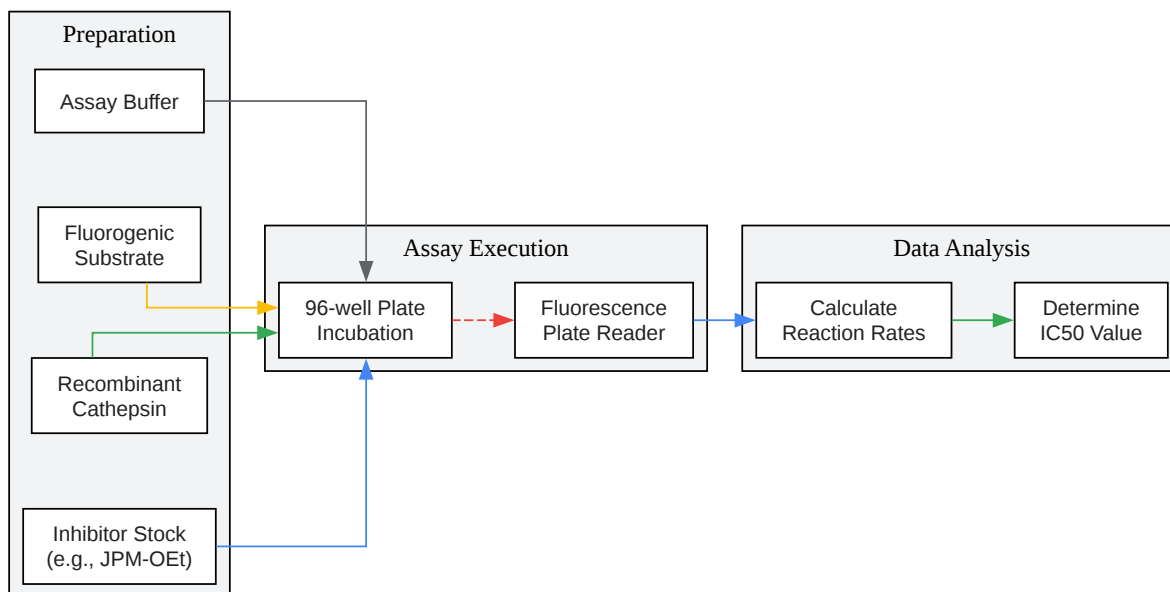 Preparation
Assay Buffer
Fluorogenic
Substrate
Recombinant
Cathepsin
Inhibitor Stock
(e.g., JPM-OEt)
Assay Execution
96-well Plate
Incubation
Fluorescence
Plate Reader
Data Analysis
Calculate
Reaction Rates
Determine
IC50 Value